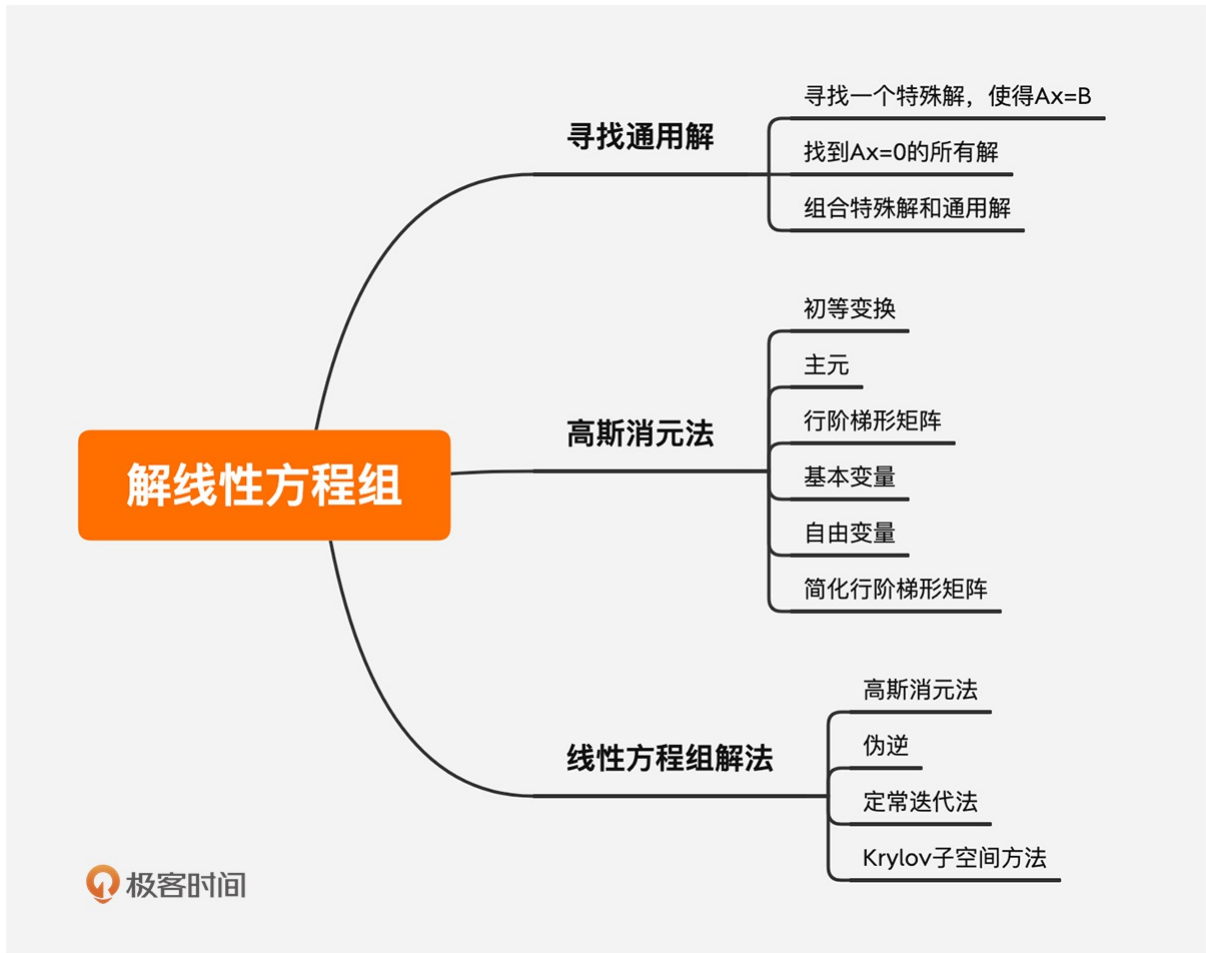 寻找一个特殊解，使得Ax=B
寻找通用解
找到Ax=0的所有解
组合特殊解和通用解
初等变换
主元
行阶梯形矩阵
高斯消元法
基本变量
解线性方程组
自由变量
简化行阶梯形矩阵
高斯消元法
伪逆
线性方程组解法
定常迭代法
Krylov子空间方法
极客时间